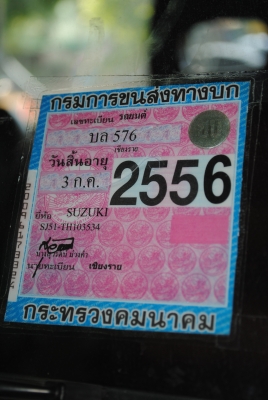 กรมการขนส่งทางบก
เลขทะเบียน รถยนต์
บล 576
เชียงราย
วันสิ้นอายุ
3 ก.ค.
2556
ยี่ห้อ SUZUKI
SJ51-TH103534
นายทะเบียน เชียงราย
กระทรวงคมนาคม